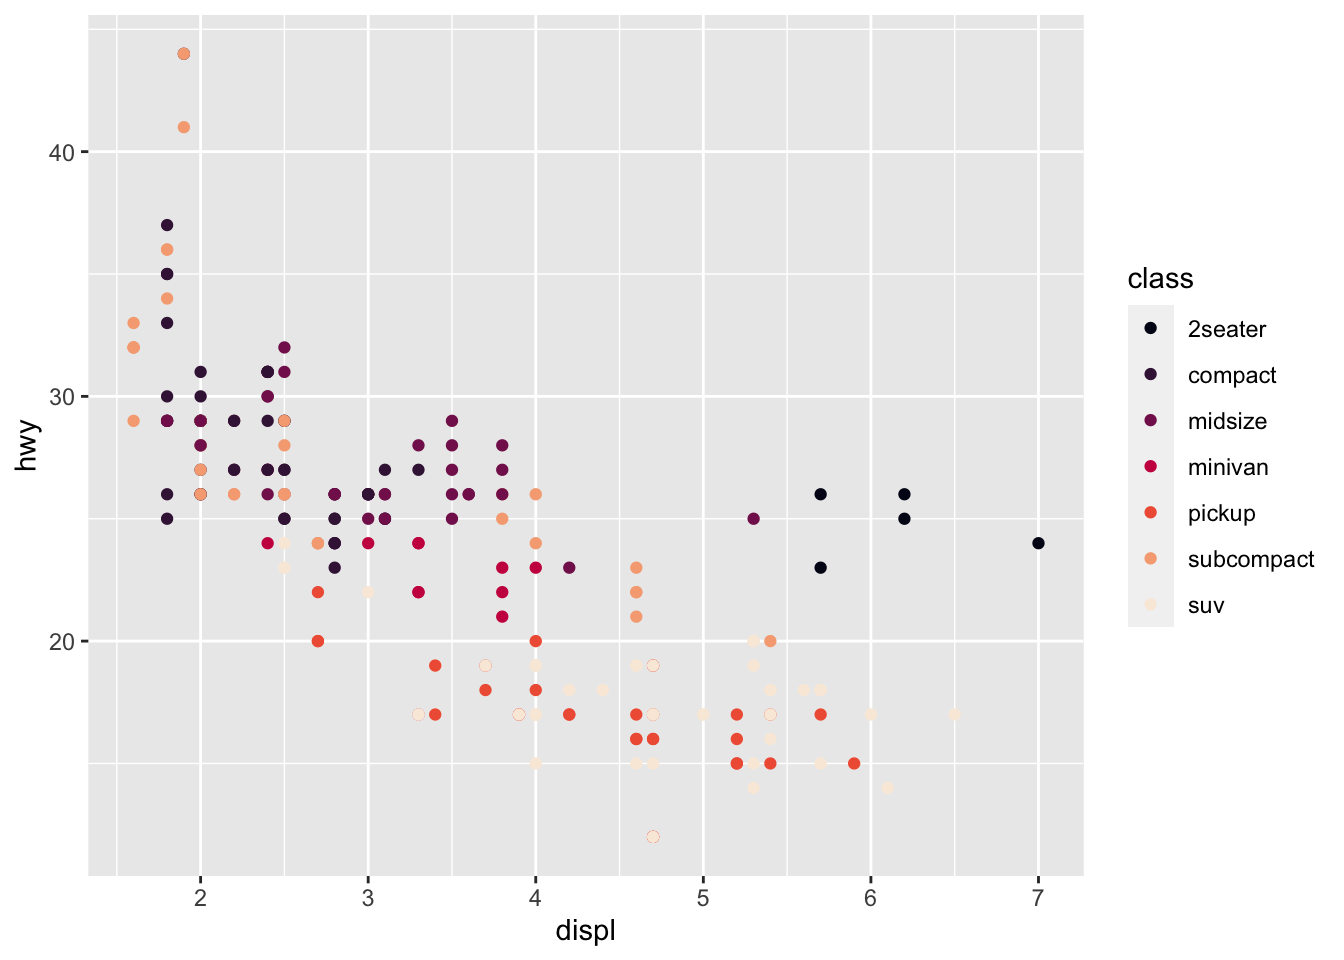 40
30
20
hwy
2
3
4
5
6
7
displ
class
2seater
compact
midsize
minivan
pickup
subcompact
suv